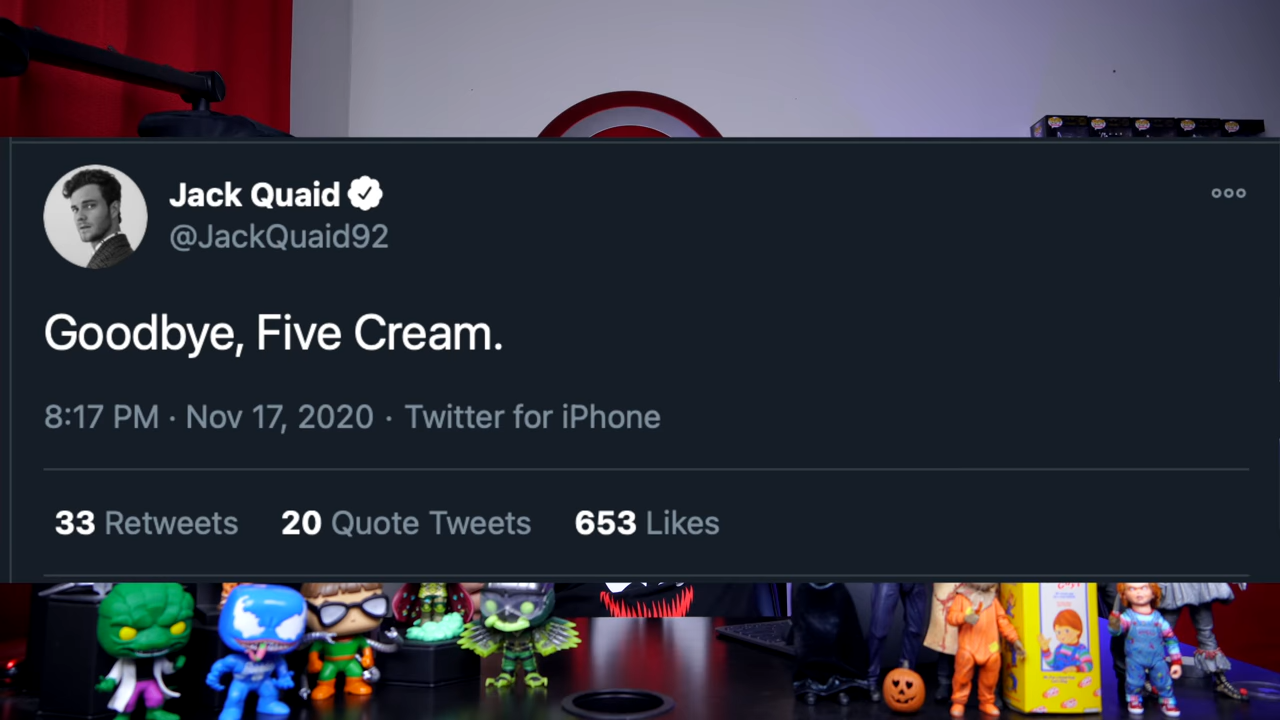 Jack Quaid
@JackQuaid92
Goodbye, Five Cream.
8:17 PM · Nov 17, 2020 · Twitter for iPhone
33 Retweets 20 Quote Tweets 653 Likes